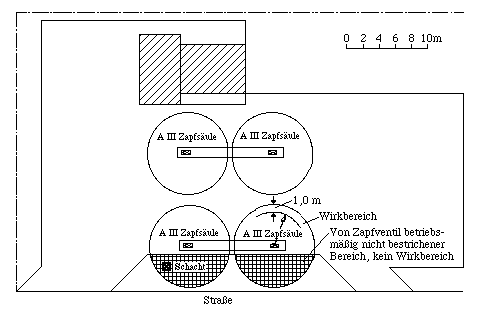 0 2 4 6 8 10m
A III Zapfsäule
A III Zapfsäule
1,0 m
Wirkbereich
A III Zapfsäule
A III Zapfsäule
Von Zapfventil betriebs-
mäßig nicht bestrichener
Bereich, kein Wirkbereich
Schacht
Straße